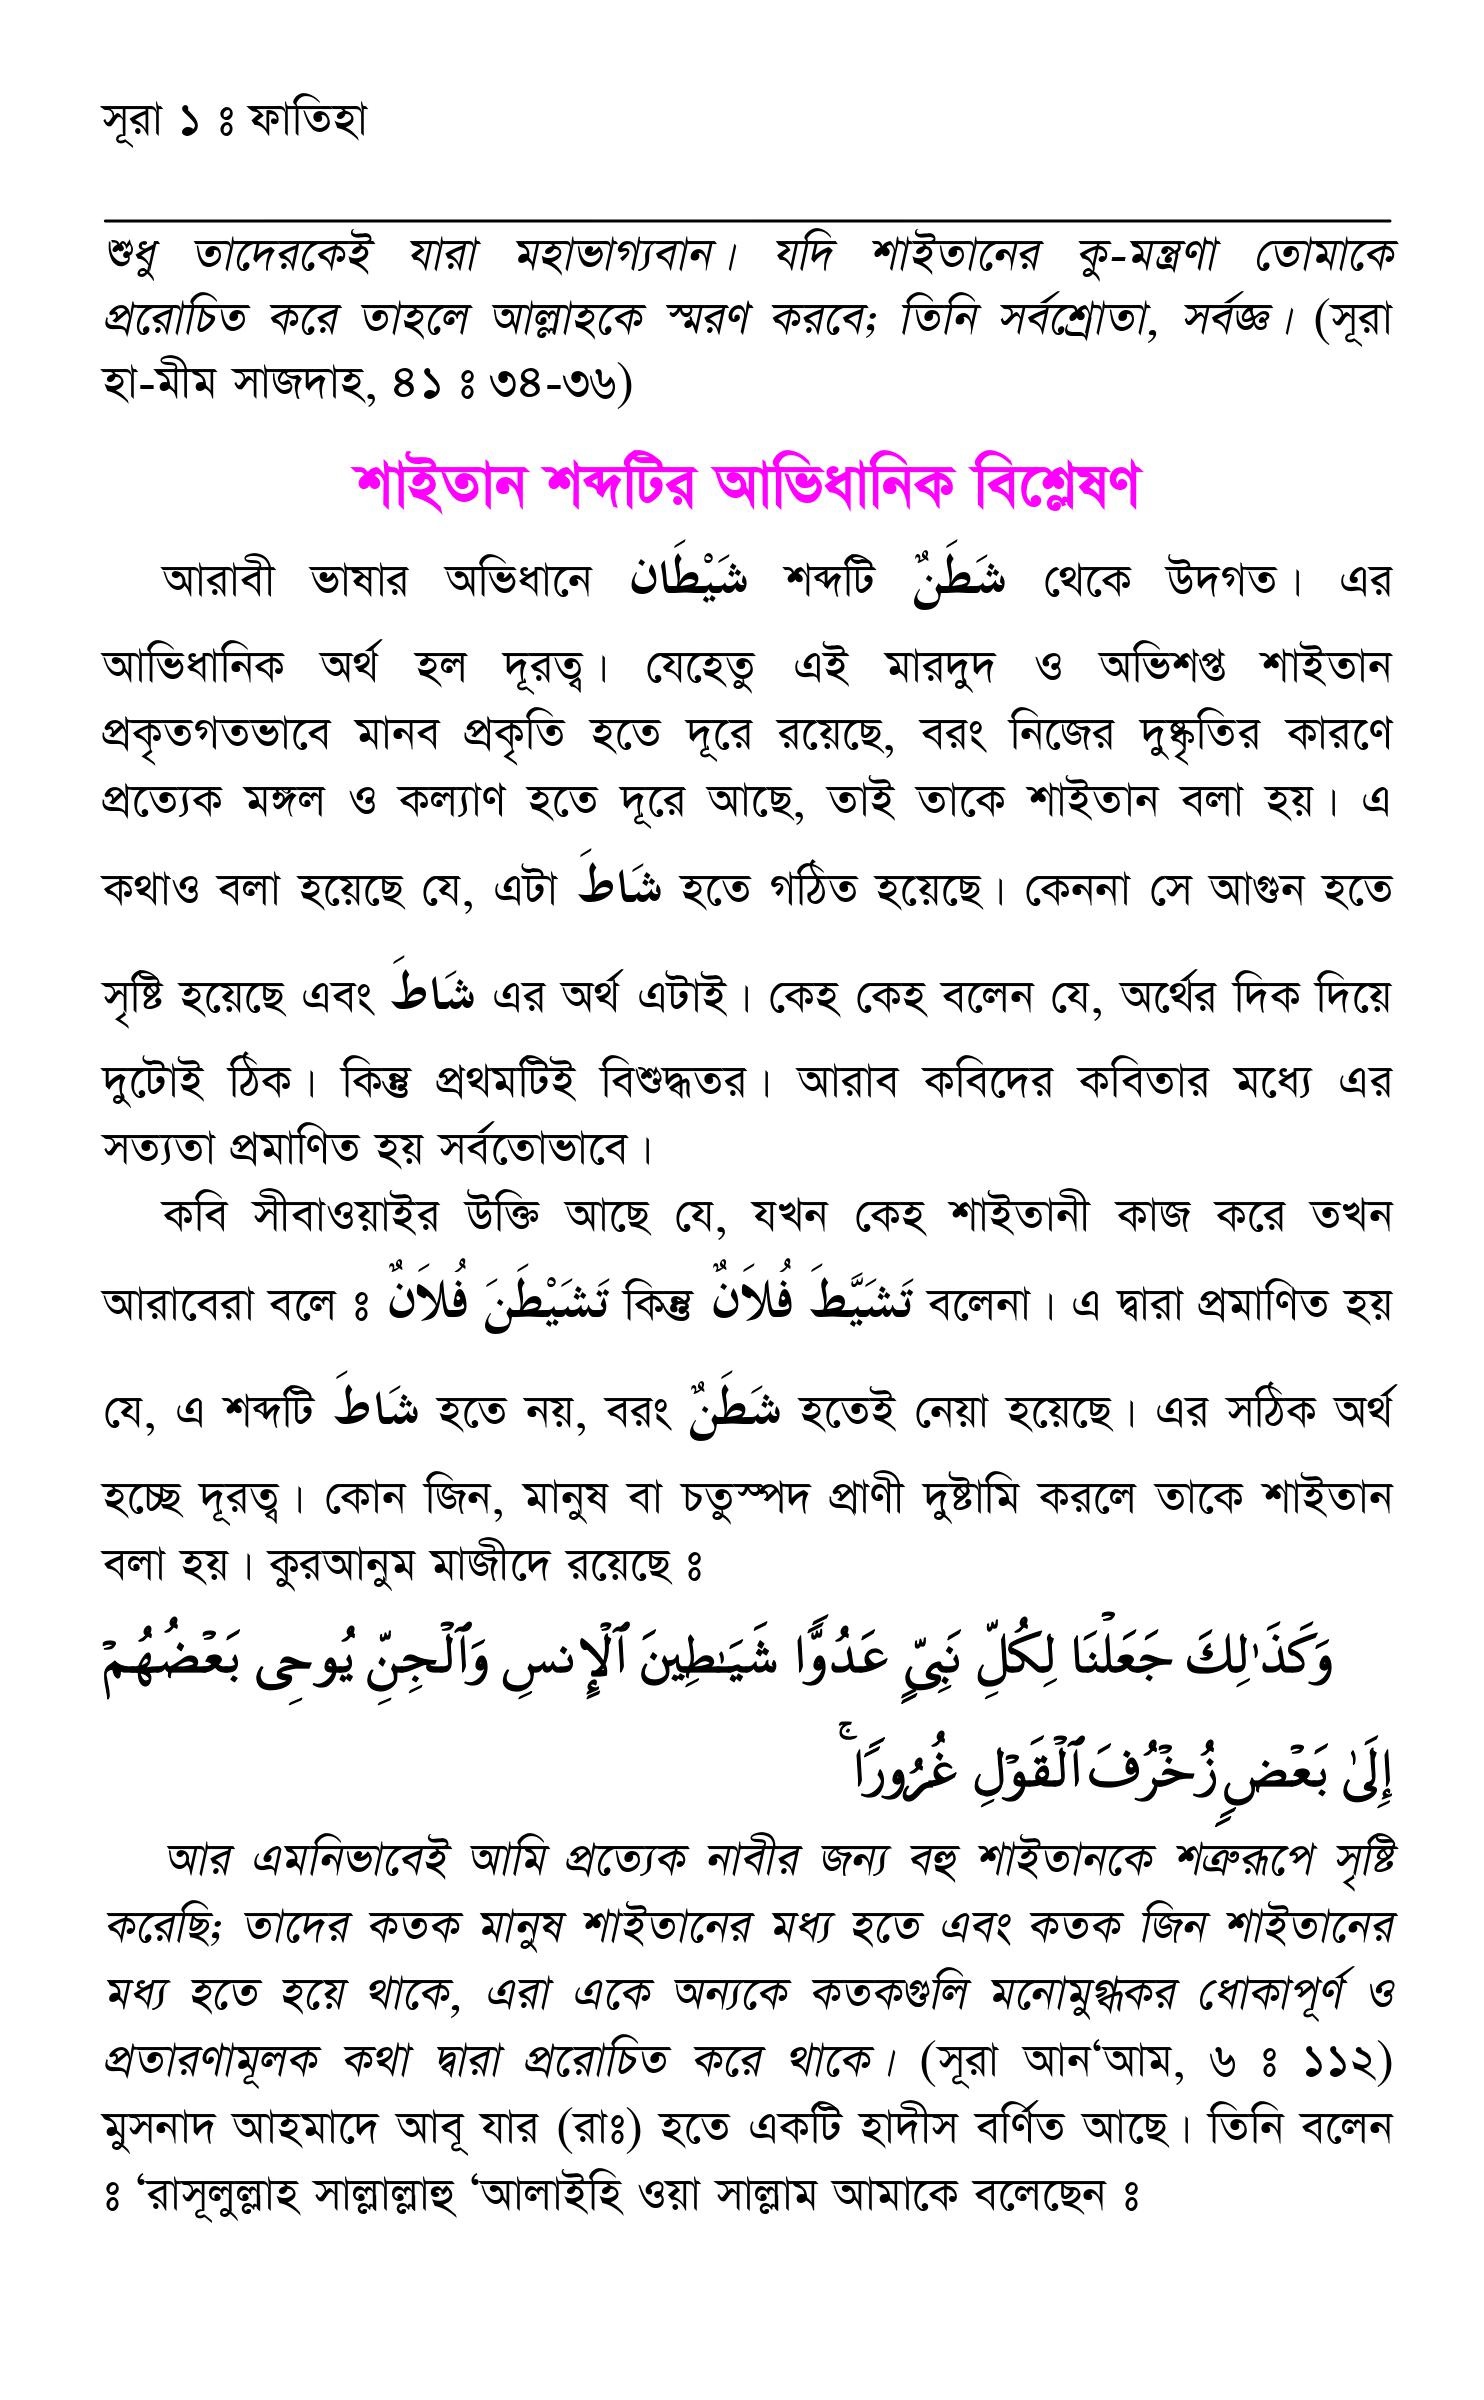 সূরা ১ ঃ ফাতিহা
শুধু তাদেরকেই যারা মহাভাগ্যবান। যদি শাইতানের কু-মন্ত্রণা তোমাকে
প্ররোচিত করে তাহলে আল্লাহকে স্মরণ করবে; তিনি সর্বশ্রোতা, সর্বজ্ঞ। (সূরা
হা-মীম সাজদাহ, ৪১ ঃ ৩৪-৩৬)
শাইতান শব্দটির আভিধানিক বিশ্লেষণ
আরাবী ভাষার অভিধানে شَيْطَان শব্দটি شَطَنٌ থেকে উদগত। এর
আভিধানিক অর্থ হল দূরত্ব। যেহেতু এই মারদুদ ও অভিশপ্ত শাইতান
প্রকৃতগতভাবে মানব প্রকৃতি হতে দূরে রয়েছে, বরং নিজের দুষ্কৃতির কারণে
প্রত্যেক মঙ্গল ও কল্যাণ হতে দূরে আছে, তাই তাকে শাইতান বলা হয়। এ
কথাও বলা হয়েছে যে, এটা شَاطَ হতে গঠিত হয়েছে। কেননা সে আগুন হতে
সৃষ্টি হয়েছে এবং شَاطَ এর অর্থ এটাই। কেহ কেহ বলেন যে, অর্থের দিক দিয়ে
দুটোই ঠিক। কিন্তু প্রথমটিই বিশুদ্ধতর। আরাব কবিদের কবিতার মধ্যে এর
সত্যতা প্রমাণিত হয় সর্বতোভাবে।
কবি সীবাওয়াইর উক্তি আছে যে, যখন কেহ শাইতানী কাজ করে তখন
আরাবেরা বলে ঃ تَشَيْطَنَ فُلاَنٌ কিন্তু تَشَيَّطَ فُلاَنٌ বলেনা। এ দ্বারা প্রমাণিত হয়
যে, এ শব্দটি شَاطَ হতে নয়, বরং شَطَنٌ হতেই নেয়া হয়েছে। এর সঠিক অর্থ
হচ্ছে দূরত্ব। কোন জিন, মানুষ বা চতুস্পদ প্রাণী দুষ্টামি করলে তাকে শাইতান
বলা হয়। কুরআনুম মাজীদে রয়েছে ঃ
وَكَذَٰلِكَ جَعَلْنَا لِكُلِّ نَبِىٍّ عَدُوًّا شَيَـٰطِينَ ٱلْإِنسِ وَٱلْجِنِّ يُوحِى بَعْضُهُمْ
إِلَىٰ بَعْضٍ زُخْرُفَ ٱلْقَوْلِ غُرُورًا ۚ
আর এমনিভাবেই আমি প্রত্যেক নাবীর জন্য বহু শাইতানকে শত্রুরূপে সৃষ্টি
করেছি; তাদের কতক মানুষ শাইতানের মধ্য হতে এবং কতক জিন শাইতানের
মধ্য হতে হয়ে থাকে, এরা একে অন্যকে কতকগুলি মনোমুগ্ধকর ধোকাপূর্ণ ও
প্রতারণামূলক কথা দ্বারা প্ররোচিত করে থাকে। (সূরা আন‘আম, ৬ ঃ ১১২)
মুসনাদ আহমাদে আবূ যার (রাঃ) হতে একটি হাদীস বর্ণিত আছে। তিনি বলেন
ঃ ‘রাসূলুল্লাহ সাল্লাল্লাহু ‘আলাইহি ওয়া সাল্লাম আমাকে বলেছেন ঃ